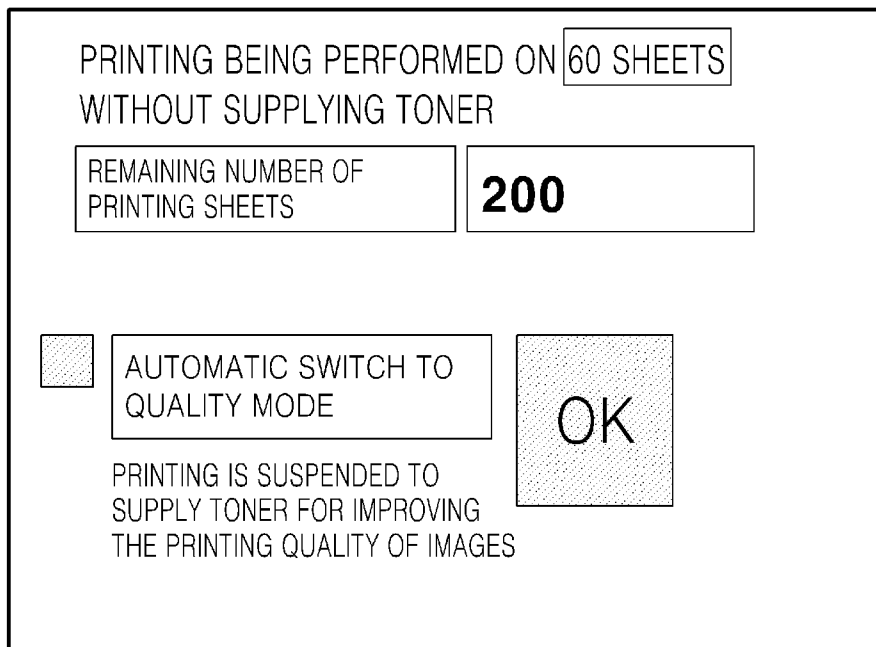 PRINTING BEING PERFORMED ON 60 SHEETS
WITHOUT SUPPLYING TONER
REMAINING NUMBER OF
PRINTING SHEETS
200
AUTOMATIC SWITCH TO
QUALITY MODE
OK
PRINTING IS SUSPENDED TO
SUPPLY TONER FOR IMPROVING
THE PRINTING QUALITY OF IMAGES